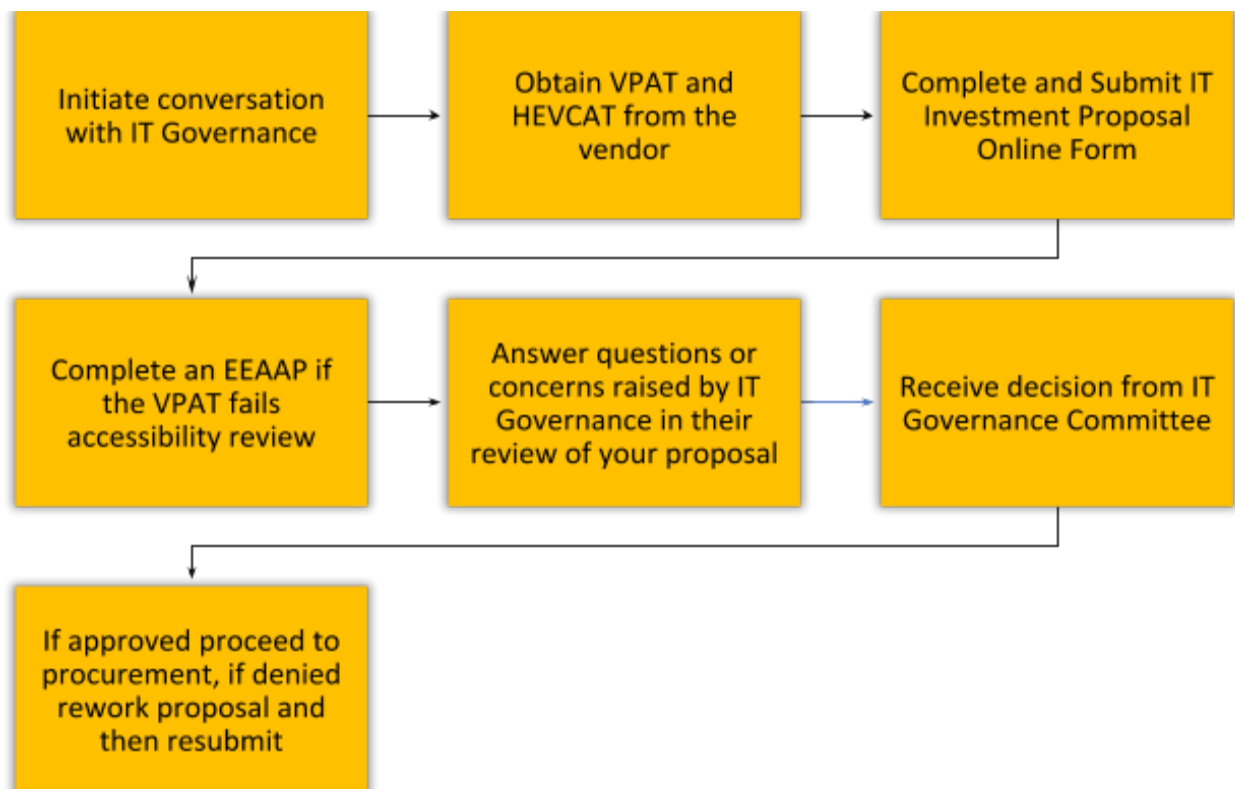 Initiate conversation
with IT Governance
Obtain VPAT and
HEVCAT from the
vendor
Complete and Submit IT
Investment Proposal
Online Form
Complete an EEAAP if
the VPAT fails
accessibility review
Answer questions or
concerns raised by IT
Governance in their
review of your proposal
Receive decision from IT
Governance Committee
If approved proceed to
procurement, if denied
rework proposal and
then resubmit